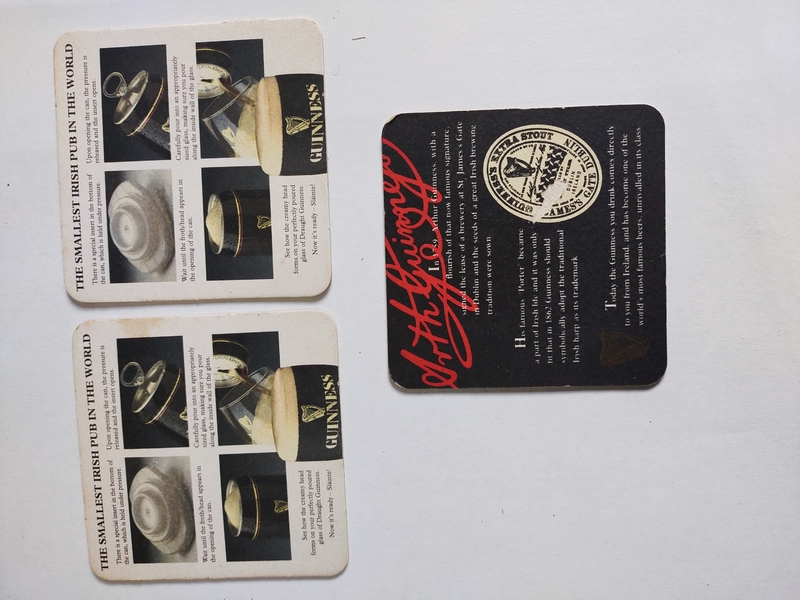 THE SMALLEST IRISH PUB IN THE WORLD
There is a special insert in the bottom of
the can, which is held under pressure.
Upon opening the can, the pressure is
released and the insert opens.
Wait until the froth/head appears in
the opening of the can.
Carefully pour into an appropriately
sized glass, making sure you pour
along the inside wall of the glass.
See how the creamy head
forms on your perfectly poured
glass of Draught Guinness.
Now it's ready ~ Sláinte!
GUINNESS
THE SMALLEST IRISH PUB IN THE WORLD
There is a special insert in the bottom of
the can, which is held under pressure.
Upon opening the can, the pressure is
released and the insert opens.
Wait until the froth/head appears in
the opening of the can.
Carefully pour into an appropriately
sized glass, making sure you pour
along the inside wall of the glass.
See how the creamy head
forms on your perfectly poured
glass of Draught Guinness.
Now it's ready ~ Sláinte!
GUINNESS
Arth Guinness
In 1759, Arthur Guinness, with a
flourish of that now famous signature,
signed the lease of a brewery at St James's Gate
in Dublin and the seeds of a great Irish brewing
tradition were sown
His famous 'Porter' became
a part of Irish life and it was only
fit that in 1862 Guinness should
symbolically adopt the traditional
Irish harp as its trademark
GUINNESS'S EXTRA STOUT
JAMES'S GATE DUBLIN
Today the Guinness you drink comes directly
to you from Ireland, and has become one of the
world's most famous beers, unrivalled in its class